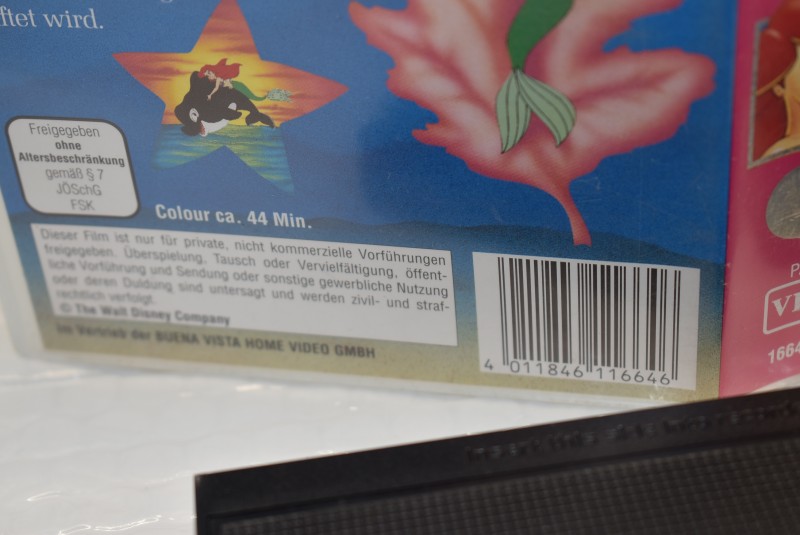 ftet wird.
Freigegeben
ohne
Altersbeschränkung
gemäß § 7
JÖSchG
FSK
Colour ca. 44 Min.
Dieser Film ist nur für private, nicht kommerzielle Vorführungen
freigegeben. Überspielung, Tausch oder Vervielfältigung, öffent-
liche Vorführung und Sendung oder sonstige gewerbliche Nutzung
oder deren Duldung sind untersagt und werden zivil- und straf-
rechtlich verfolgt.
© The Walt Disney Company
Im Vertrieb der BUENA VISTA HOME VIDEO GMBH
4 011846 116646
P
1664